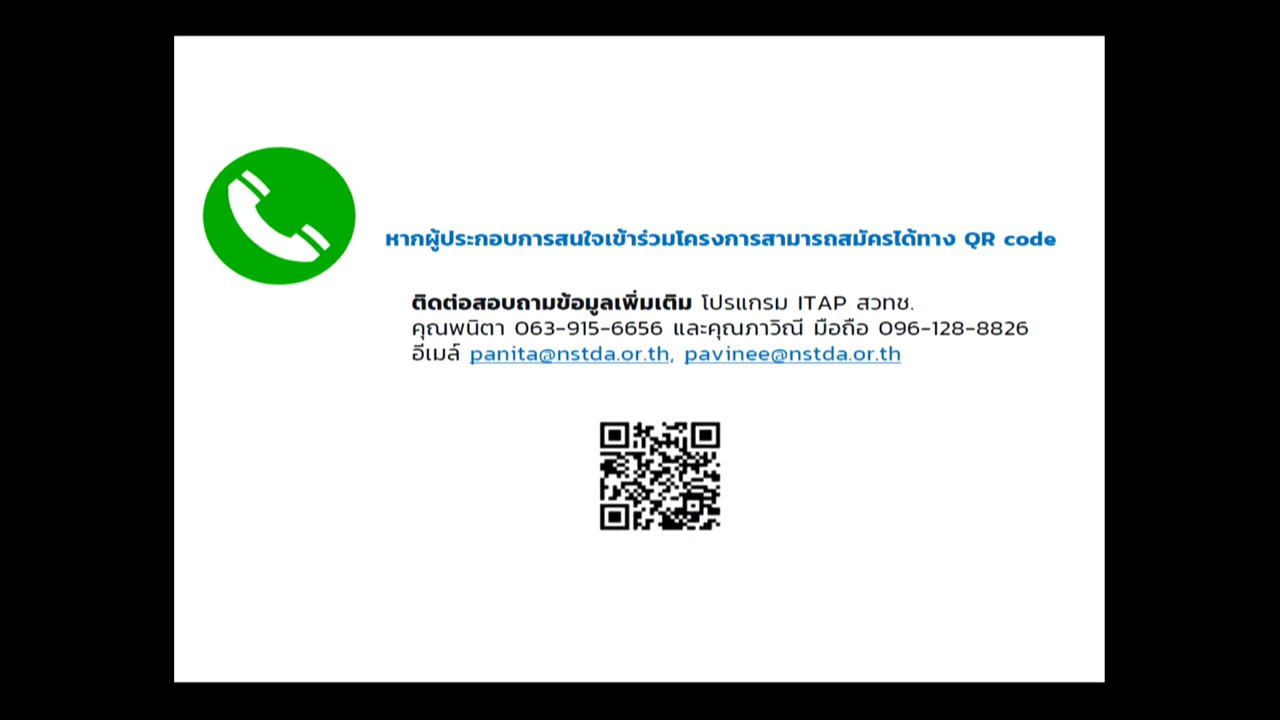 หากผู้ประกอบการสนใจเข้าร่วมโครงการสามารถสมัครได้ทาง QR code
ติดต่อสอบถามข้อมูลเพิ่มเติม โปรแกรม ITAP สวทช.
คุณพนิตา 063-915-6656 และคุณภาวิณี มือถือ 096-128-8826
อีเมล์ panita@nstda.or.th, pavinee@nstda.or.th